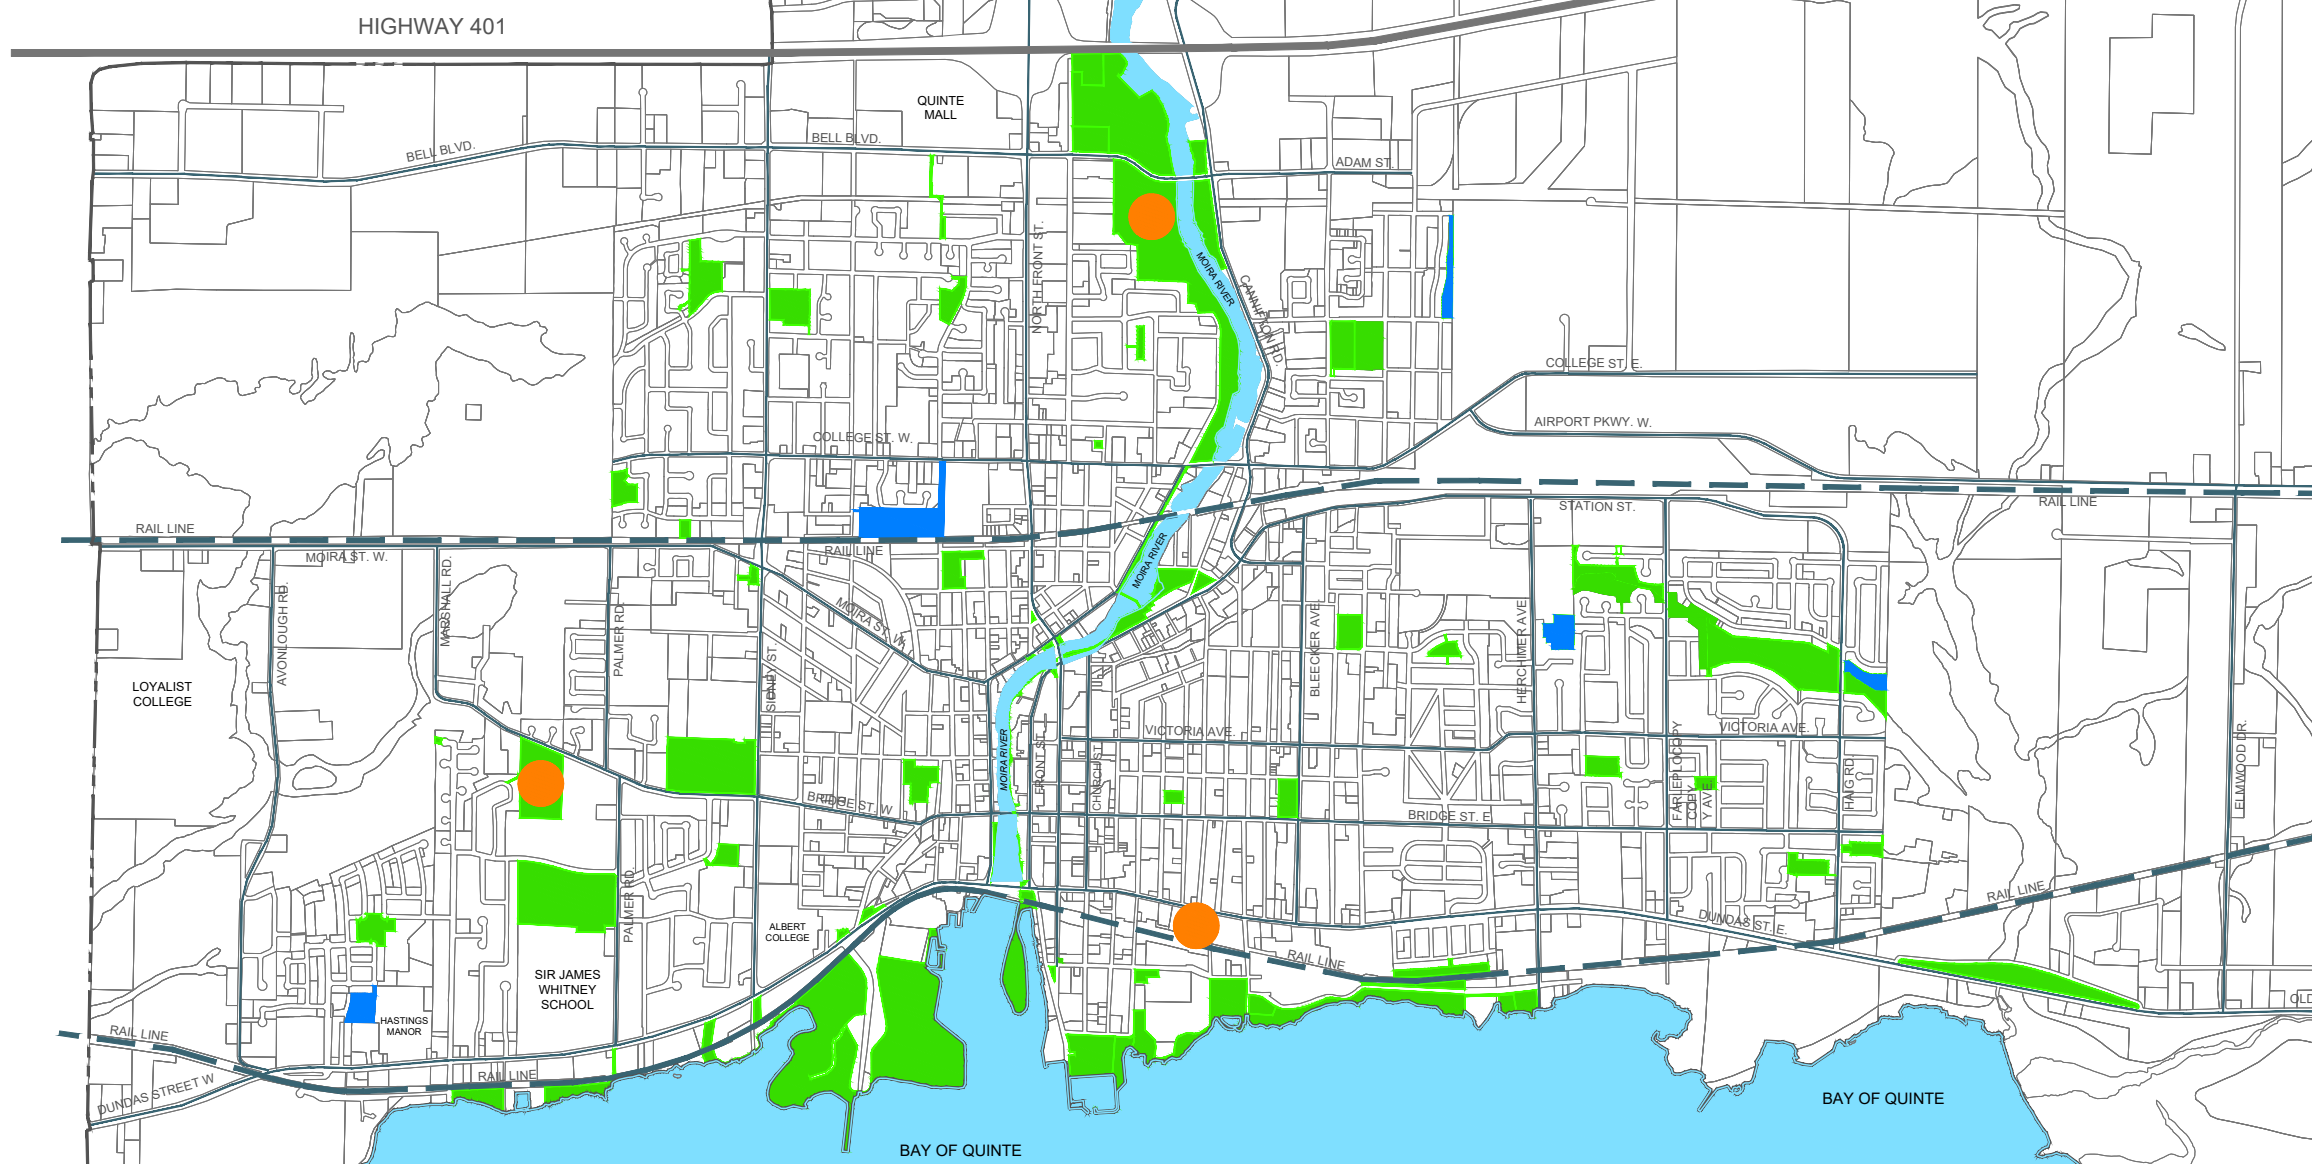 HIGHWAY 401
QUINTE
MALL
BELL BLVD.
BELL BLVD.
ADAM ST.
NORTH FRONT ST.
MOIRA RIVER
CANNIFTON RD.
COLLEGE ST. E.
AIRPORT PKWY. W.
COLLEGE ST. W.
RAIL LINE
STATION ST.
RAIL LINE
MOIRA ST. W.
RAIL LINE
MOIRA RIVER
AVONLOUGH RD.
MARSHALL RD.
PALMER RD.
MOIRA ST. W.
BLEECKER AVE.
HERCHIMER AVE
LOYALIST
COLLEGE
SIDNEY ST.
MOIRA RIVER
FRONT ST.
CHURCH ST.
VICTORIA AVE.
VICTORIA AVE.
FARLEPLOCOPY
COPY
Y AVE.
HAIG RD.
ELMWOOD DR.
BRIDGE ST. W
BRIDGE ST. E.
PALMER RD.
RAIL LINE
ALBERT
COLLEGE
DUNDAS ST. E.
RAIL LINE
SIR JAMES
WHITNEY
SCHOOL
HASTINGS
MANOR
OLD
RAIL LINE
RAIL LINE
DUNDAS STREET W
BAY OF QUINTE
BAY OF QUINTE